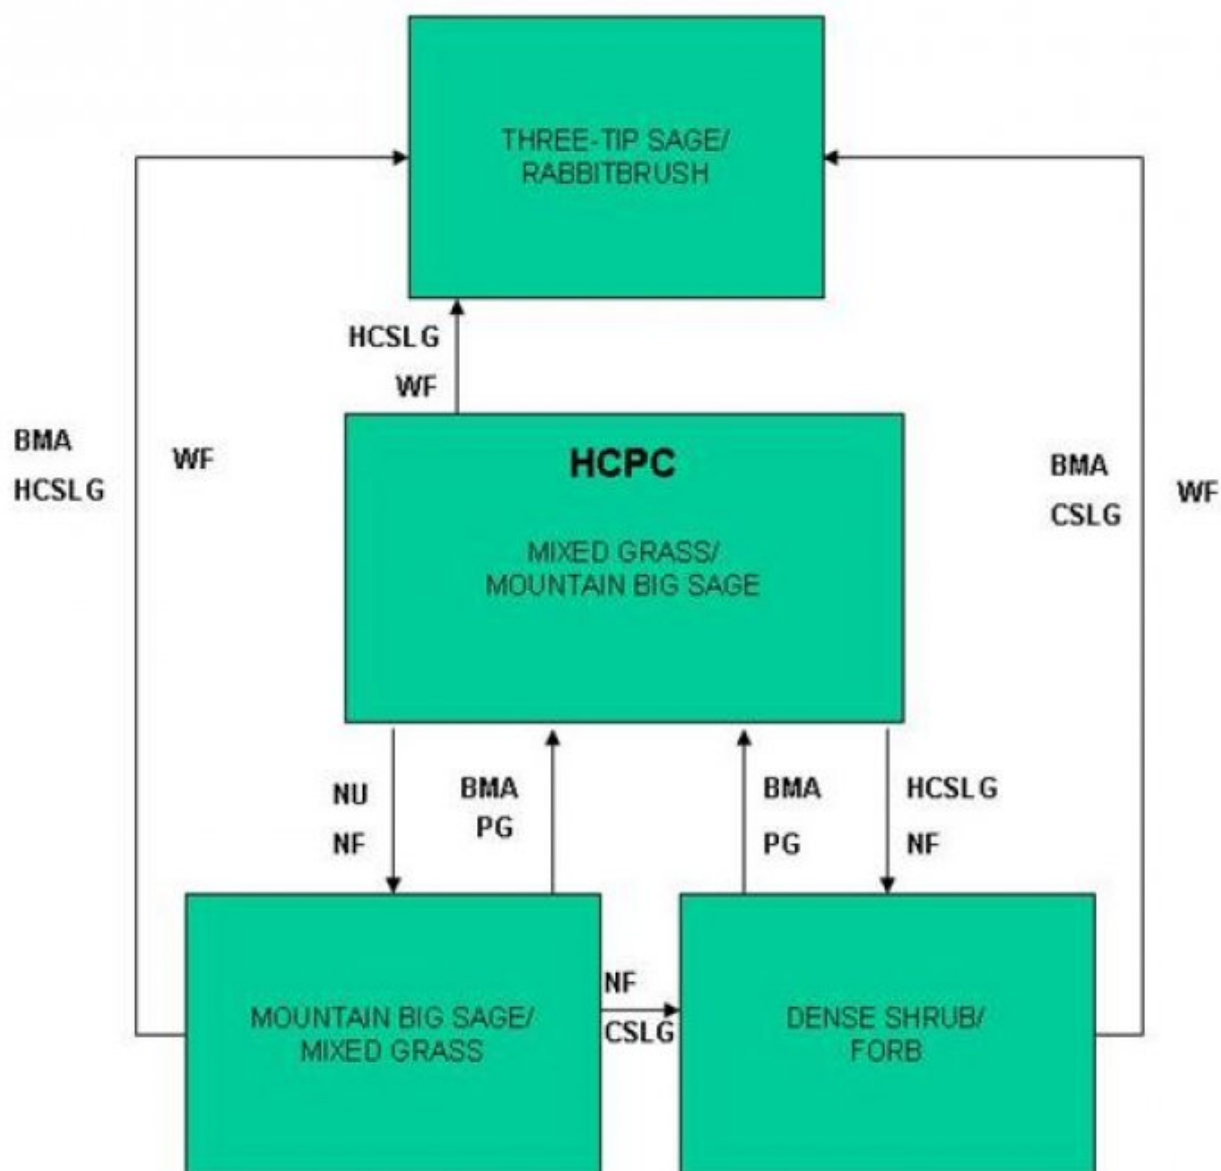 THREE-TIP SAGE/
RABBITBRUSH
HCSLG
WF
BMA
HCSLG
WF
HCPC
MIXED GRASS/
MOUNTAIN BIG SAGE
BMA
CSLG
WF
NU
NF
BMA
PG
BMA
PG
HCSLG
NF
MOUNTAIN BIG SAGE/
MIXED GRASS
NF
CSLG
DENSE SHRUB/
FORB